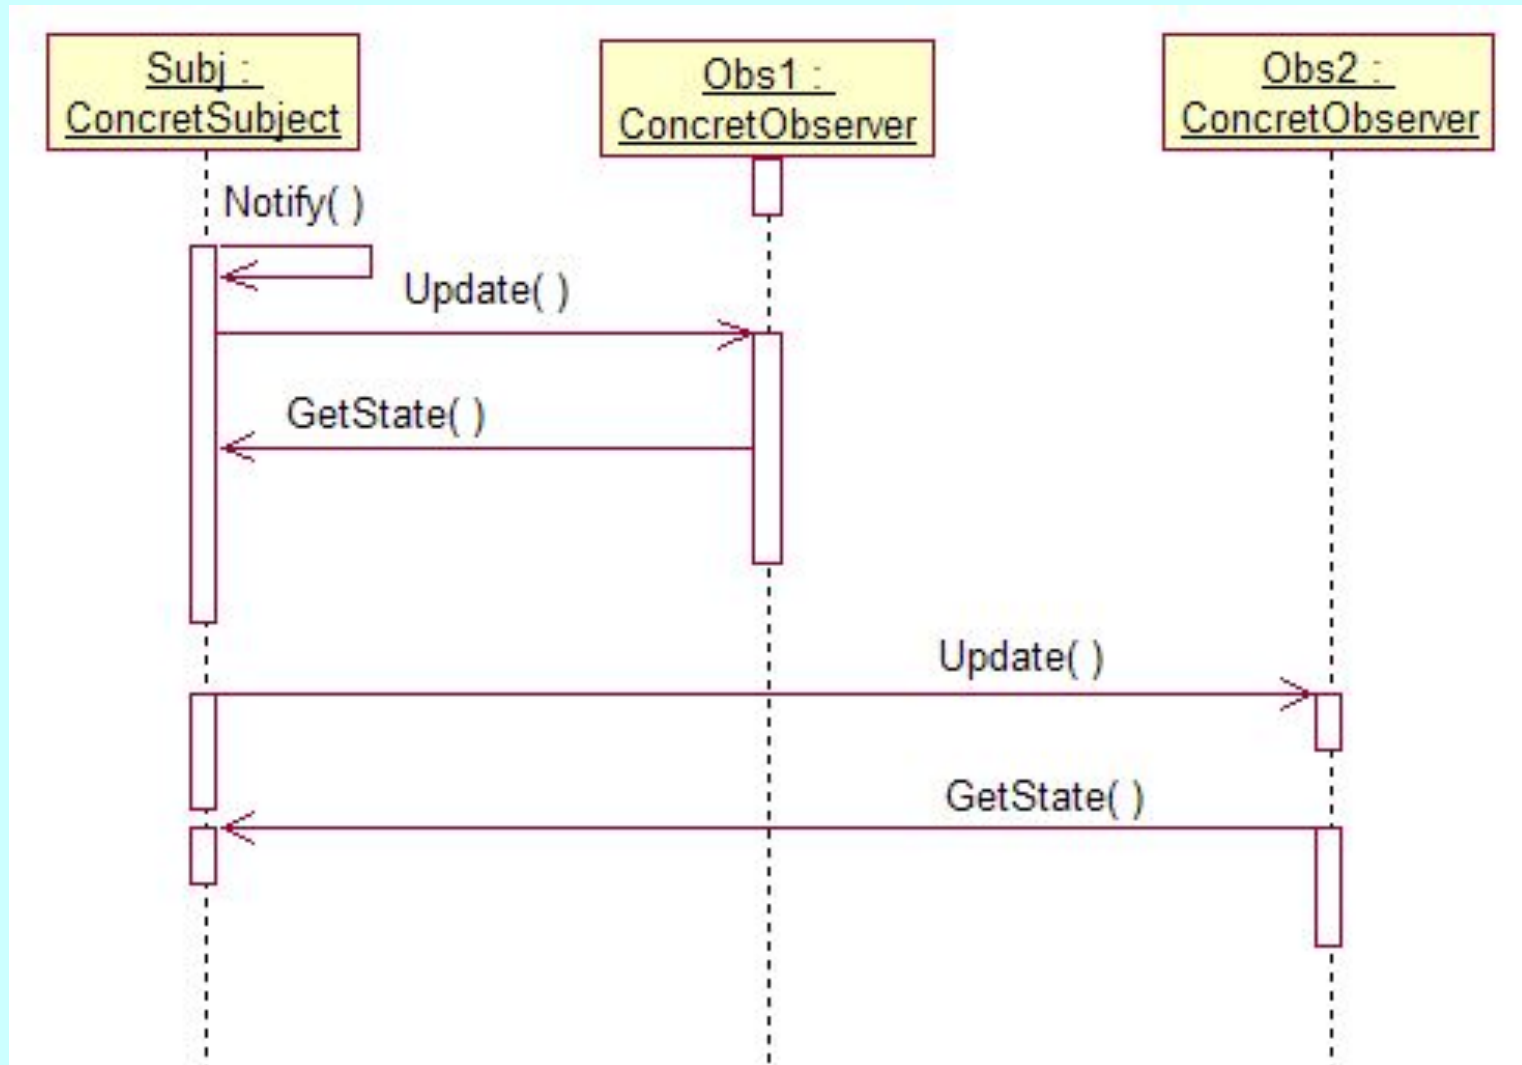 Subj :
ConcretSubject
Obs1 :
ConcretObserver
Obs2 :
ConcretObserver
Notify( )
Update( )
GetState( )
Update( )
GetState( )